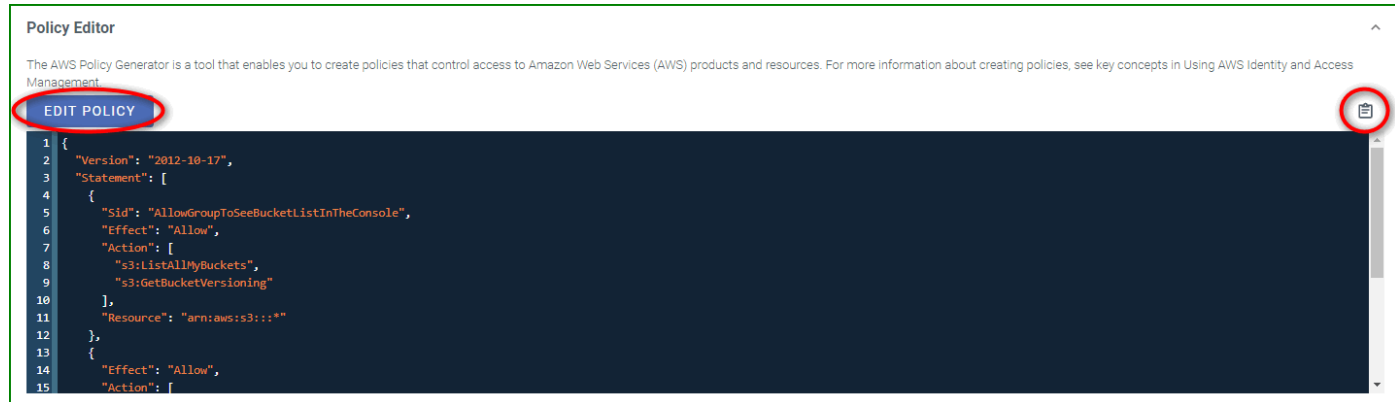 Policy Editor
The AWS Policy Generator is a tool that enables you to create policies that control access to Amazon Web Services (AWS) products and resources. For more information about creating policies, see key concepts in Using AWS Identity and Access
Management.
EDIT POLICY
1 {
2 "Version": "2012-10-17",
3 "Statement": [
4 {
5 "Sid": "AllowGroupToSeeBucketListInTheConsole",
6 "Effect": "Allow",
7 "Action": [
8 "s3:ListAllMyBuckets",
9 "s3:GetBucketVersioning"
10 ],
11 "Resource": "arn:aws:s3:::*"
12 },
13 {
14 "Effect": "Allow",
15 "Action": [